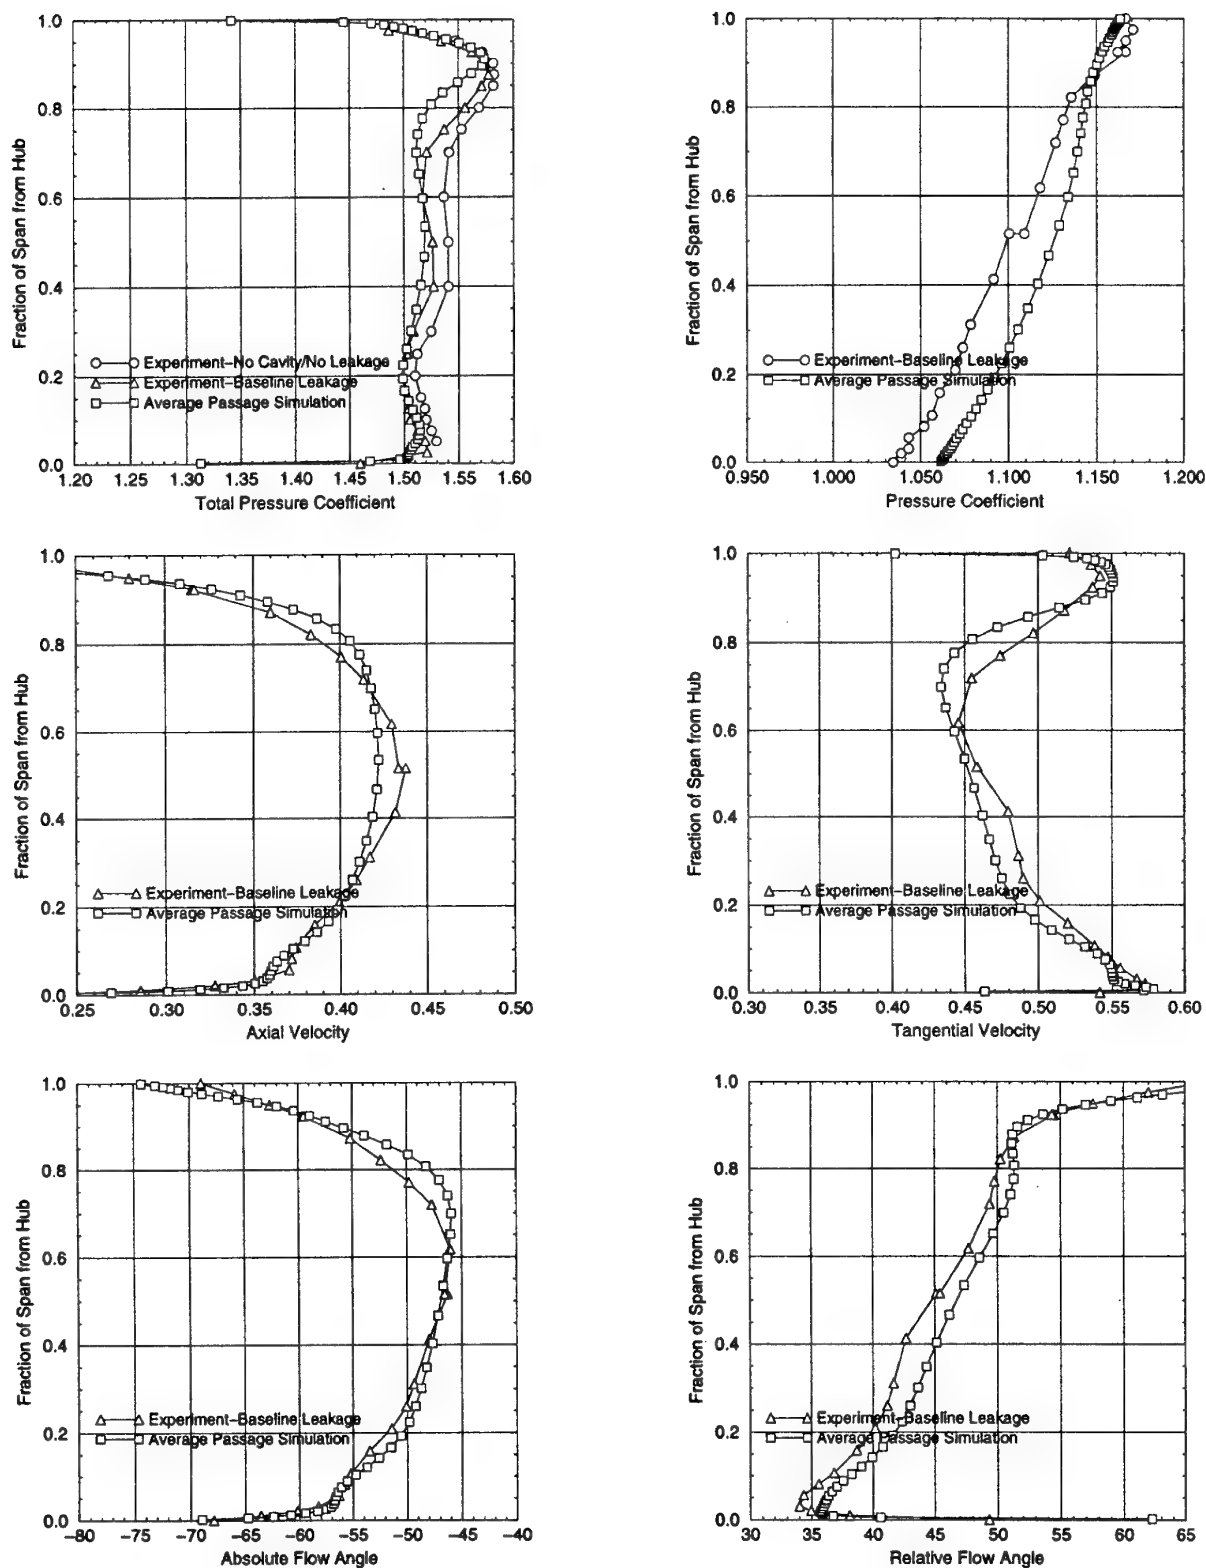 1.0
0.8
0.6
0.4
0.2
0.0
Fraction of Span from Hub
Experiment–No Cavity/No Leakage
Experiment–Baseline Leakage
Average Passage Simulation
1.20 1.25 1.30 1.35 1.40 1.45 1.50 1.55 1.60
Total Pressure Coefficient
1.0
0.8
0.6
0.4
0.2
0.0
Fraction of Span from Hub
Experiment–Baseline Leakage
Average Passage Simulation
0.950 1.000 1.050 1.100 1.150 1.200
Pressure Coefficient
1.0
0.8
0.6
0.4
0.2
0.0
Fraction of Span from Hub
Experiment–Baseline Leakage
Average Passage Simulation
0.25 0.30 0.35 0.40 0.45 0.50
Axial Velocity
1.0
0.8
0.6
0.4
0.2
0.0
Fraction of Span from Hub
Experiment–Baseline Leakage
Average Passage Simulation
0.30 0.35 0.40 0.45 0.50 0.55 0.60
Tangential Velocity
1.0
0.8
0.6
0.4
0.2
0.0
Fraction of Span from Hub
Experiment–Baseline Leakage
Average Passage Simulation
−80 −75 −70 −65 −60 −55 −50 −45 −40
Absolute Flow Angle
1.0
0.8
0.6
0.4
0.2
0.0
Fraction of Span from Hub
Experiment–Baseline Leakage
Average Passage Simulation
30 35 40 45 50 55 60 65
Relative Flow Angle